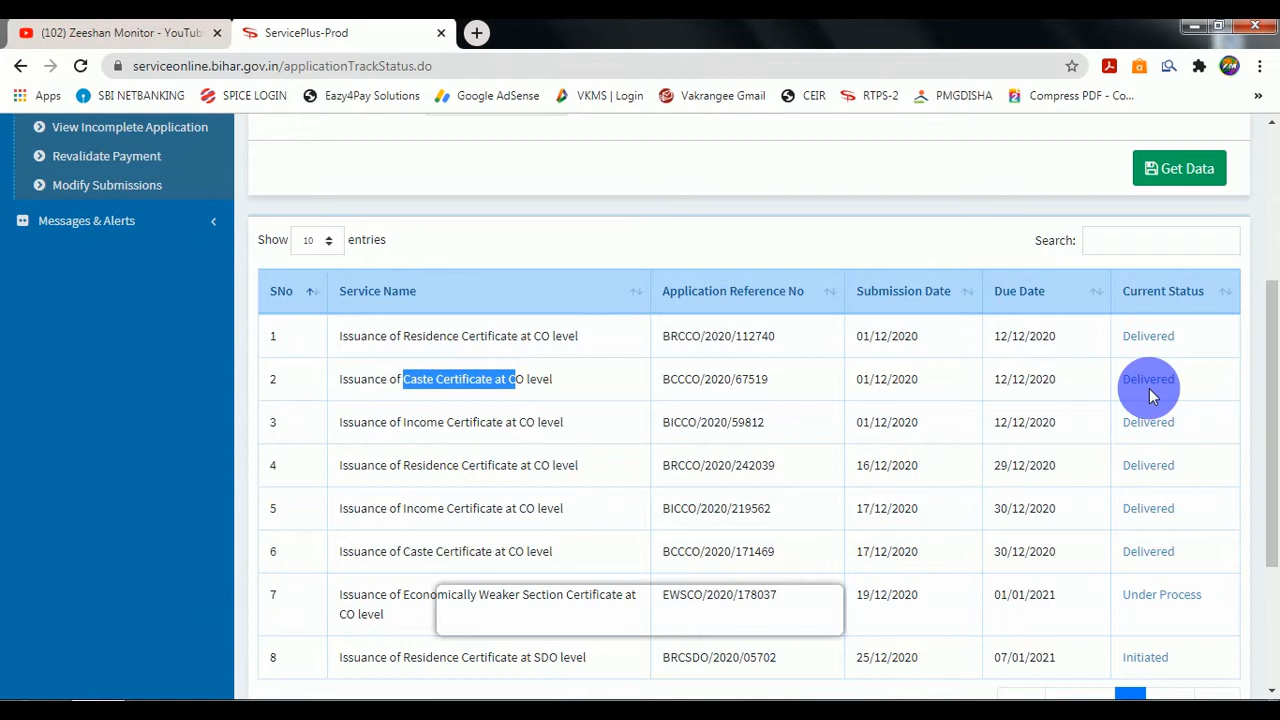 (102) Zeeshan Monitor - YouTub
ServicePlus-Prod
serviceonline.bihar.gov.in/applicationTrackStatus.do
Apps
SBI NETBANKING
SPICE LOGIN
Eazy4Pay Solutions
Google AdSense
VKMS | Login
Vakrangee Gmail
CEIR
RTPS-2
PMGDISHA
Compress PDF - Co...
»
View Incomplete Application
Revalidate Payment
Modify Submissions
Messages & Alerts
Get Data
Show 10 entries
Search:
SNo Service Name Application Reference No Submission Date Due Date Current Status
1 Issuance of Residence Certificate at CO level BRCCO/2020/112740 01/12/2020 12/12/2020 Delivered
2 Issuance of Caste Certificate at CO level BCCCO/2020/67519 01/12/2020 12/12/2020 Delivered
3 Issuance of Income Certificate at CO level BICCO/2020/59812 01/12/2020 12/12/2020 Delivered
4 Issuance of Residence Certificate at CO level BRCCO/2020/242039 16/12/2020 29/12/2020 Delivered
5 Issuance of Income Certificate at CO level BICCO/2020/219562 17/12/2020 30/12/2020 Delivered
6 Issuance of Caste Certificate at CO level BCCCO/2020/171469 17/12/2020 30/12/2020 Delivered
7 Issuance of Economically Weaker Section Certificate at EWSCO/2020/178037 19/12/2020 01/01/2021 Under Process
CO level
8 Issuance of Residence Certificate at SDO level BRCSDO/2020/05702 25/12/2020 07/01/2021 Initiated